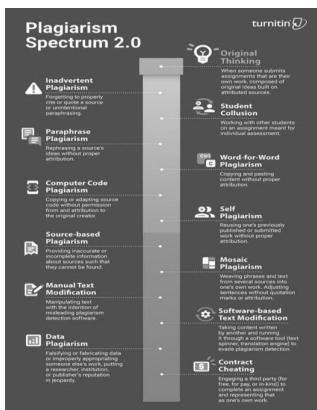 Plagiarism
Spectrum 2.0
turnitin
Original
Thinking
When someone submits
assignments that are their
own work, composed of
original ideas built on
attributed sources.
Inadvertent
Plagiarism
Forgetting to properly
cite or quote a source
or unintentional
paraphrasing.
Student
Collusion
Working with other students
on an assignment meant for
individual assessment.
Paraphrase
Plagiarism
Rephrasing a source's
ideas without proper
attribution.
Word-for-Word
Plagiarism
Copying and pasting
content without proper
attribution.
Computer Code
Plagiarism
Copying or adapting source
code without permission
from and attribution to
the original creator.
Self
Plagiarism
Reusing one's previously
published or submitted
work without proper
attribution.
Source-based
Plagiarism
Providing inaccurate or
incomplete information
about sources such that
they cannot be found.
Mosaic
Plagiarism
Weaving phrases and text
from several sources into
one's own work. Adjusting
sentences without quotation
marks or attribution.
Manual Text
Modification
Manipulating text
with the intention of
misleading plagiarism
detection software.
Software-based
Text Modification
Taking content written
by another and running
it through a software tool (text
spinner, translation engine) to
evade plagiarism detection.
Data
Plagiarism
Falsifying or fabricating data
or improperly appropriating
someone else's work, putting
a researcher, institution,
or publisher's reputation
in jeopardy.
Contract
Cheating
Engaging a third party (for
free, for pay, or in-kind) to
complete an assignment
and representing that
as one's own work.